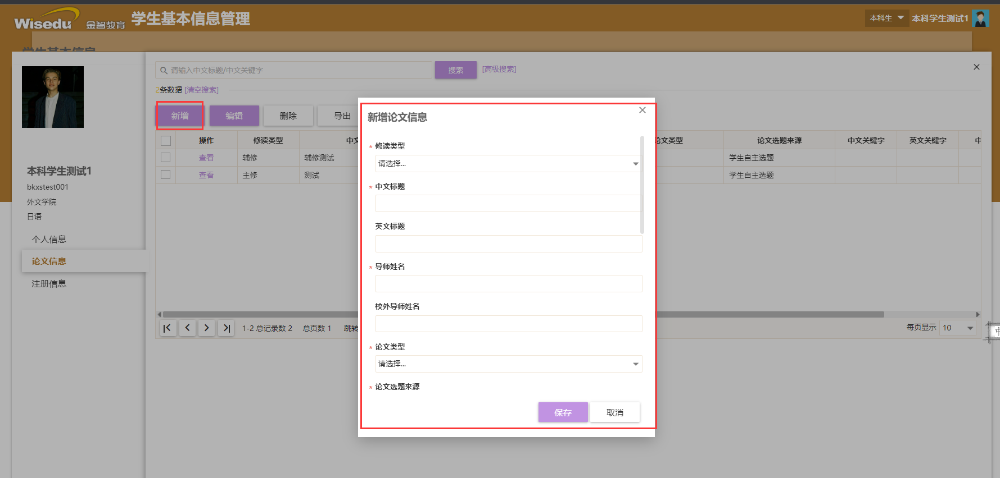 Wisedu 金智教育 学生基本信息管理
本科生 本科学生测试1
学生基本信息
请输入中文标题/中文关键字 搜索 [高级搜索]
2条数据 [清空搜索]
新增 编辑 删除 导出
操作 修读类型 中文 论文类型 论文选题来源 中文关键字 英文关键字 中
查看 辅修 辅修测试 学生自主选题
查看 主修 测试 学生自主选题
1-2 总记录数 2 总页数 1 跳转
每页显示 10
中
本科学生测试1
bkxstest001
外文学院
日语
个人信息
论文信息
注册信息
新增论文信息
* 修读类型
请选择...
* 中文标题
英文标题
* 导师姓名
校外导师姓名
* 论文类型
请选择...
* 论文选题来源
保存 取消